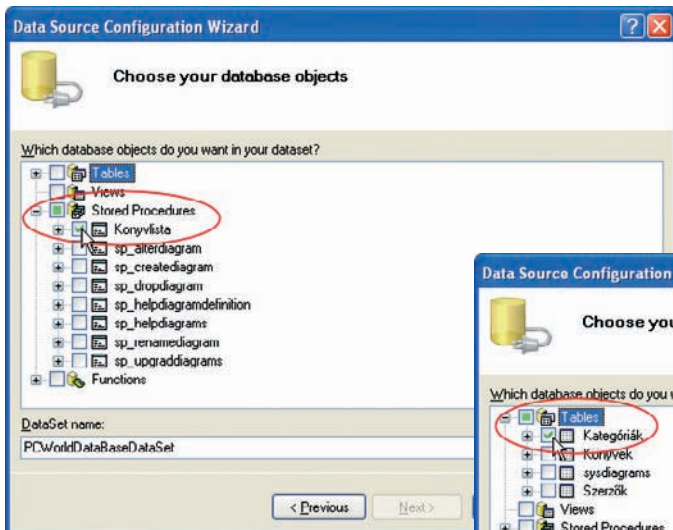 Data Source Configuration Wizard
Choose your database objects
Which database objects do you want in your dataset?
Tables
Views
Stored Procedures
Konyvlista
sp_alterdiagram
sp_creatediagram
sp_dropdiagram
sp_helpdiagramdefinition
sp_helpdiagrams
sp_renamediagram
sp_upgraddiagrams
Functions
DataSet name:
PCWorldDataBaseDataSet
< Previous
Next >
Data Source Configuration
Choose you
Which database objects do you
Tables
Kategóriák
Könyvek
sysdiagrams
Szerzők
Views
Stored Procedures